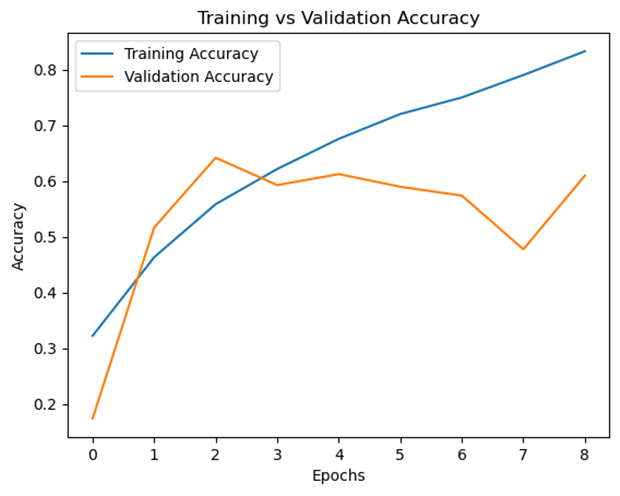 Training vs Validation Accuracy
Training Accuracy
Validation Accuracy
0.8
0.7
0.6
0.5
0.4
0.3
0.2
Accuracy
0 1 2 3 4 5 6 7 8
Epochs